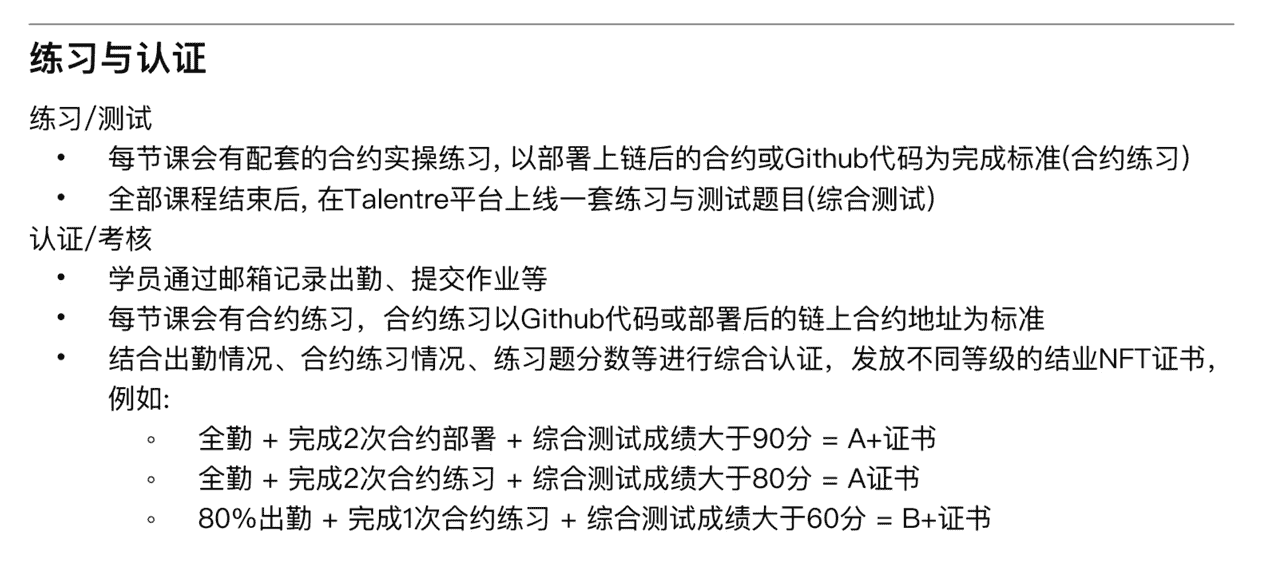 练习与认证
练习/测试
• 每节课会有配套的合约实操练习, 以部署上链后的合约或Github代码为完成标准(合约练习)
• 全部课程结束后, 在Talentre平台上线一套练习与测试题目(综合测试)
认证/考核
• 学员通过邮箱记录出勤、提交作业等
• 每节课会有合约练习，合约练习以Github代码或部署后的链上合约地址为标准
• 结合出勤情况、合约练习情况、练习题分数等进行综合认证，发放不同等级的结业NFT证书，
例如:
◦ 全勤 + 完成2次合约部署 + 综合测试成绩大于90分 = A+证书
◦ 全勤 + 完成2次合约练习 + 综合测试成绩大于80分 = A证书
◦ 80%出勤 + 完成1次合约练习 + 综合测试成绩大于60分 = B+证书